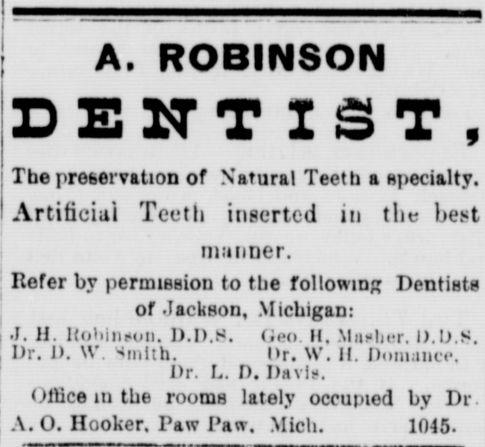 A. ROBINSON
DENTIST,
The preservation of Natural Teeth a specialty.
Artificial Teeth inserted in the best
manner.
Refer by permission to the following Dentists
of Jackson, Michigan:
J. H. Robinson, D.D.S. Geo. H. Masher, D.D.S.
Dr. D. W. Smith. Dr. W. H. Domance,
Dr. L. D. Davis.
Office in the rooms lately occupied by Dr.
A. O. Hooker, Paw Paw, Mich. 1045-